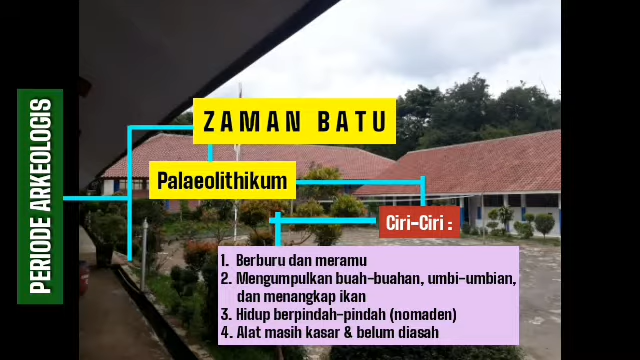 PERIODE ARKEOLOGIS
ZAMAN BATU
Palaeolithikum
Ciri-Ciri :
1. Berburu dan meramu
2. Mengumpulkan buah-buahan, umbi-umbian,
dan menangkap ikan
3. Hidup berpindah-pindah (nomaden)
4. Alat masih kasar & belum diasah